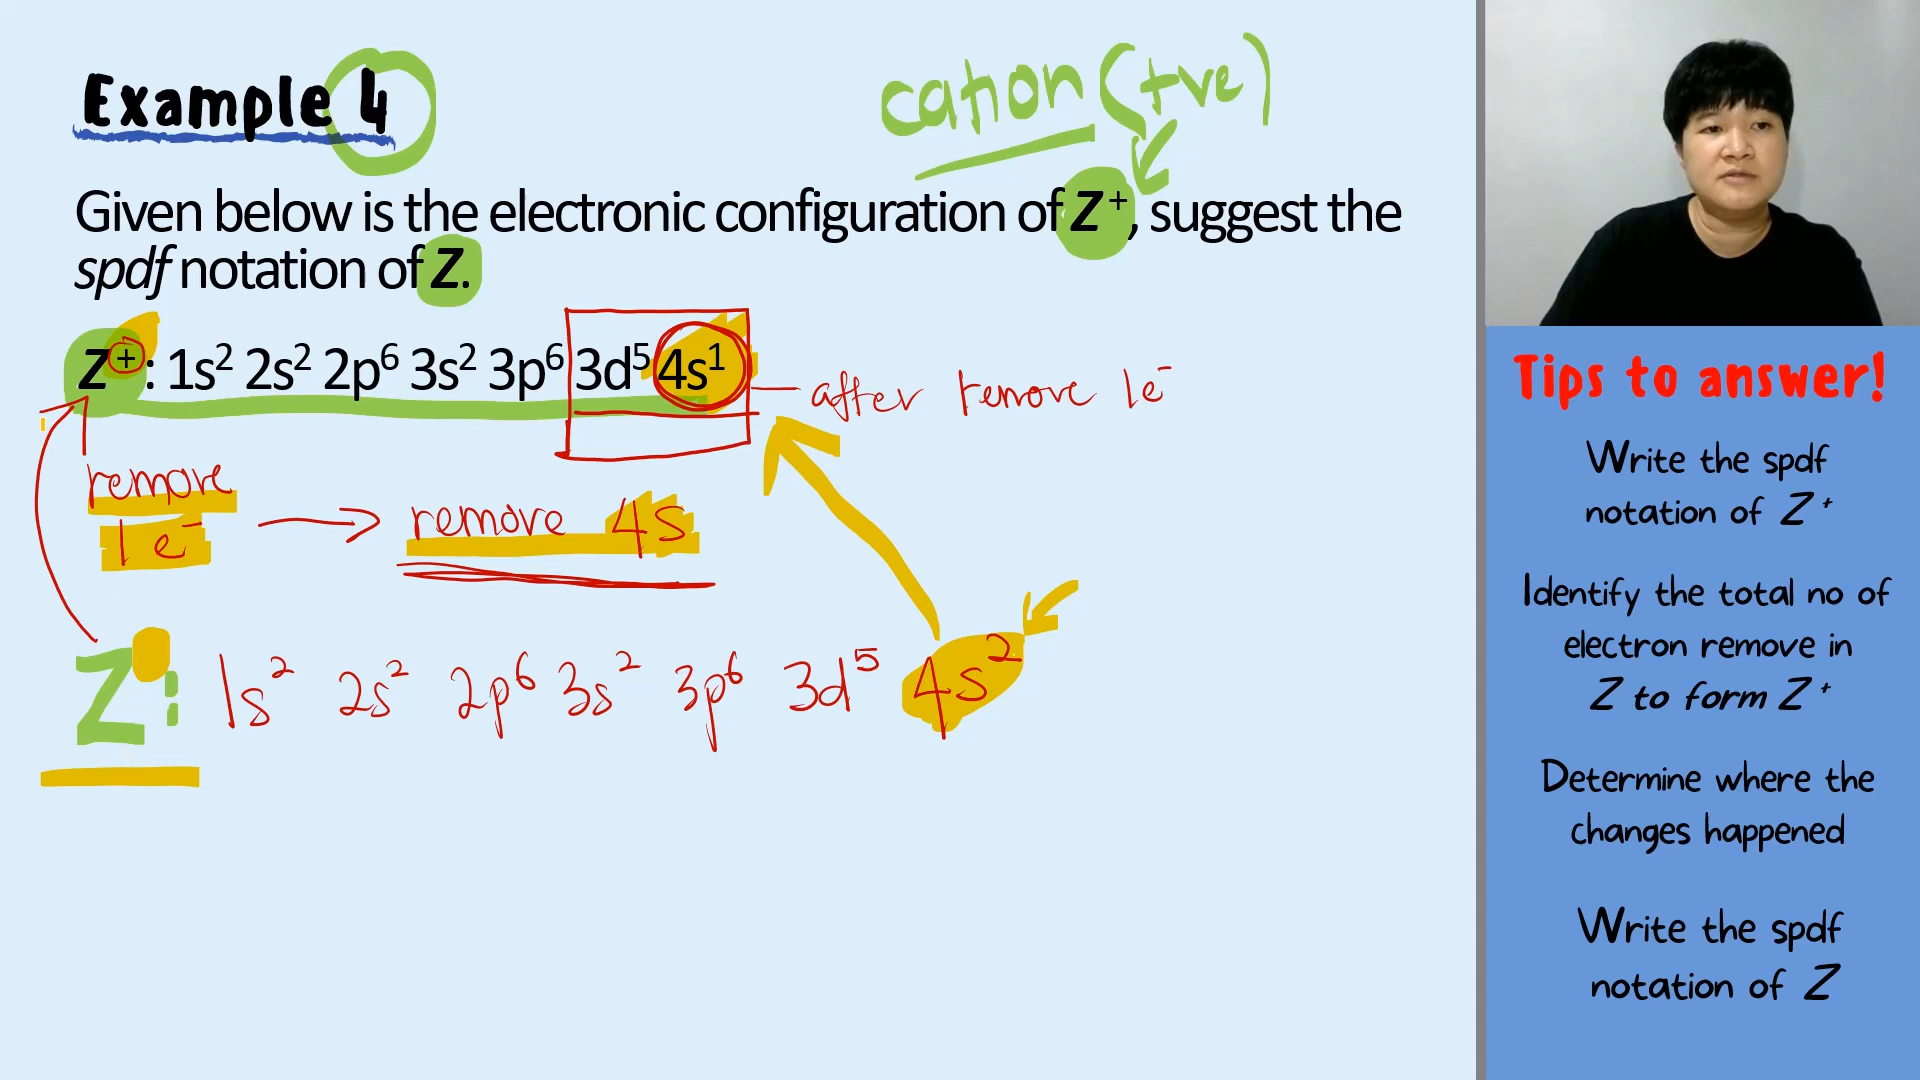 Example 4
cation (+ve)
Given below is the electronic configuration of Z⁺, suggest the
spdf notation of Z.
Z⁺ : 1s² 2s² 2p⁶ 3s² 3p⁶ 3d⁵ 4s¹
after remove 1e⁻
remove
1e⁻
remove 4s
Z: 1s² 2s² 2p⁶ 3s² 3p⁶ 3d⁵ 4s²
Tips to answer!
Write the spdf
notation of Z⁺
Identify the total no of
electron remove in
Z to form Z⁺
Determine where the
changes happened
Write the spdf
notation of Z